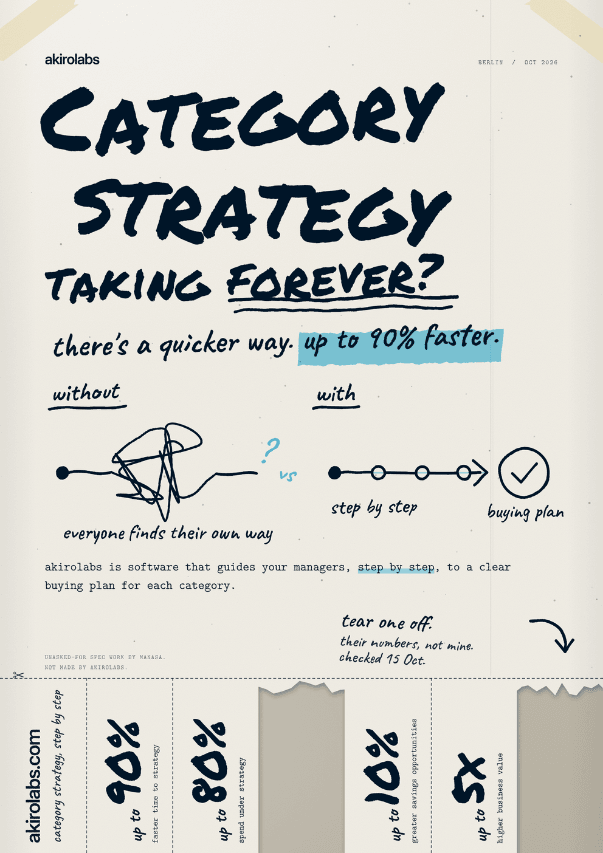 akirolabs
BERLIN / OCT 2026
CATEGORY
STRATEGY
TAKING FOREVER?
there's a quicker way. up to 90% faster.
without
with
?
vs
step by step
buying plan
everyone finds their own way
akirolabs is software that guides your managers, step by step, to a clear
buying plan for each category.
tear one off.
their numbers, not mine.
checked 15 Oct.
UNASKED-FOR SPEC WORK BY MANASA.
NOT MADE BY AKIROLABS.
akirolabs.com
category strategy, step by step
up to 90%
faster time to strategy
up to 80%
spend under strategy
up to 10%
greater savings opportunities
up to 5x
higher business value